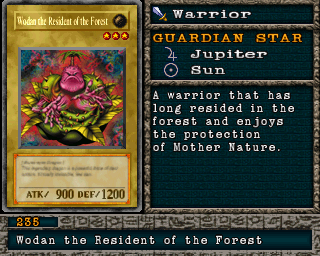 Wodan the Resident of the Forest
ATK/ 900 DEF/1200
Warrior
GUARDIAN STAR
Jupiter
Sun
A warrior that has
long resided in the
forest and enjoys
the protection
of Mother Nature.
235
Wodan the Resident of the Forest